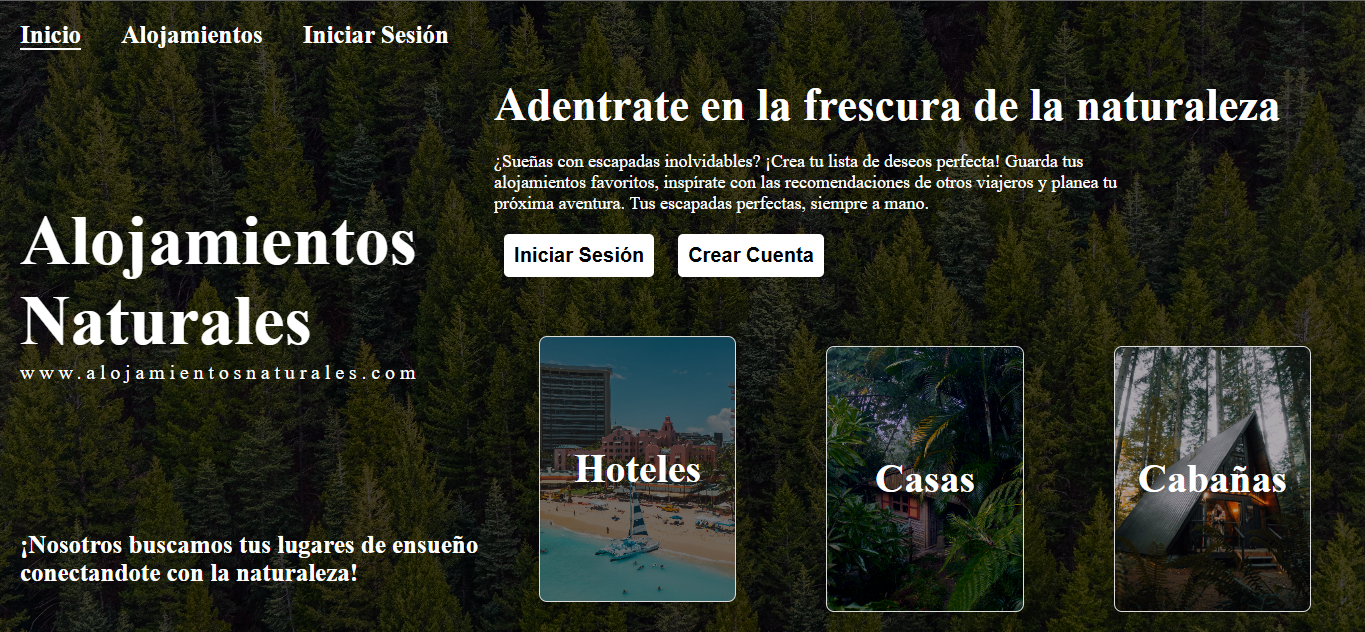 Inicio
Alojamientos
Iniciar Sesión
Adentrate en la frescura de la naturaleza
¿Sueñas con escapadas inolvidables? ¡Crea tu lista de deseos perfecta! Guarda tus
alojamientos favoritos, inspírate con las recomendaciones de otros viajeros y planea tu
próxima aventura. Tus escapadas perfectas, siempre a mano.
Iniciar Sesión
Crear Cuenta
Alojamientos
Naturales
www.alojamientosnaturales.com
¡Nosotros buscamos tus lugares de ensueño
conectandote con la naturaleza!
Hoteles
Casas
Cabañas